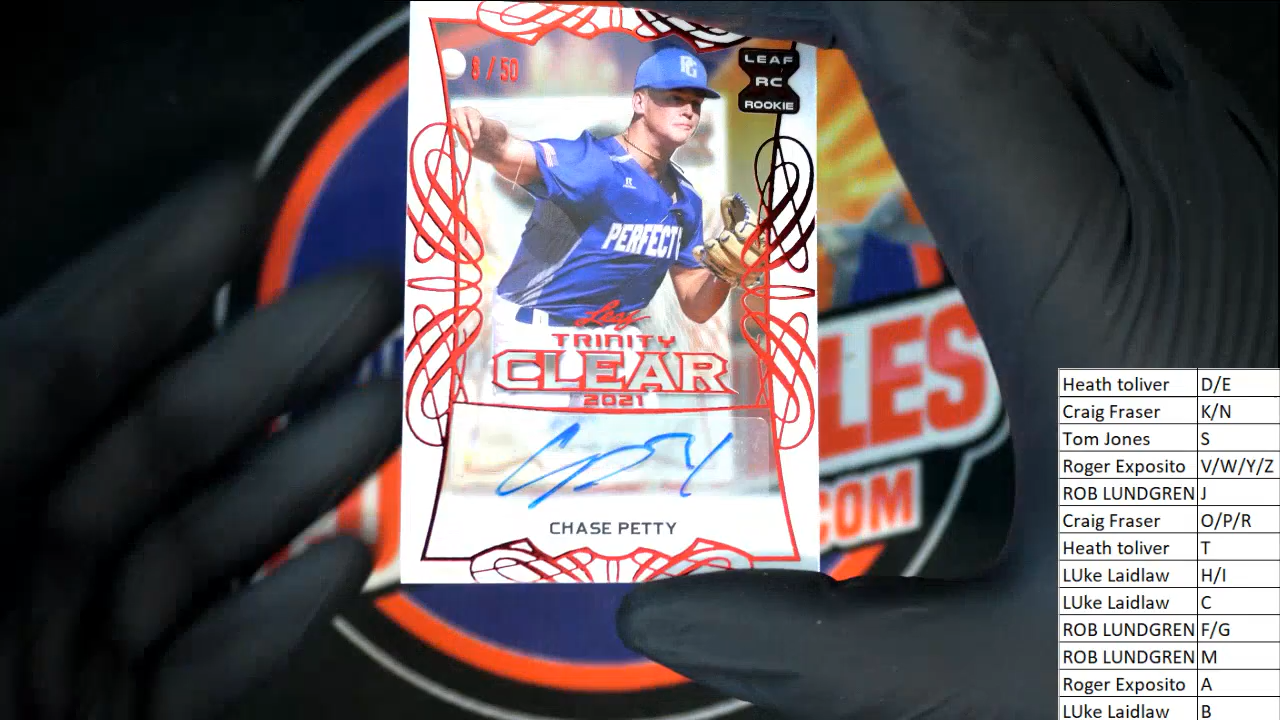 8 / 50
LEAF
RC
ROOKIE
PG
R
PERFECT
Leaf
TRINITY
CLEAR
2021
CHASE PETTY
LES
.COM
Heath toliver D/E
Craig Fraser K/N
Tom Jones S
Roger Exposito V/W/Y/Z
ROB LUNDGREN J
Craig Fraser O/P/R
Heath toliver T
LUke Laidlaw H/I
LUke Laidlaw C
ROB LUNDGREN F/G
ROB LUNDGREN M
Roger Exposito A
LUke Laidlaw B